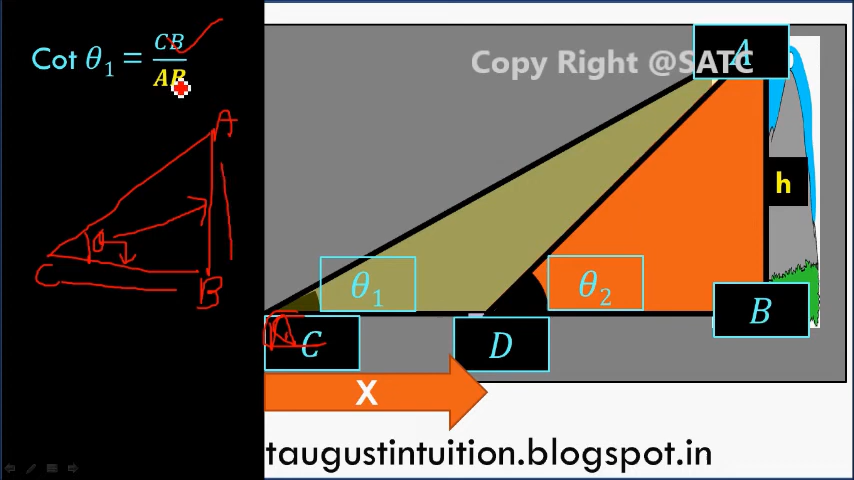 Cot θ₁ = CB/AB
Copy Right @SATC
A
h
θ₁
θ₂
B
C
D
X
taugustintuition.blogspot.in
A
θ
C
B